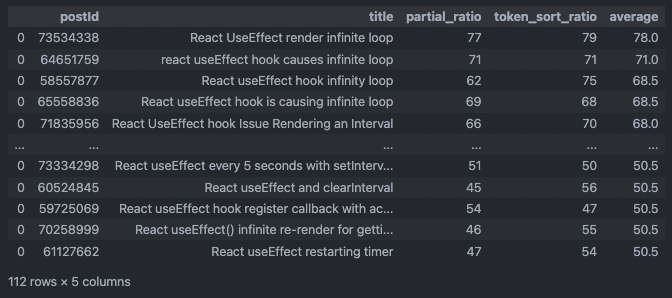 postId title partial_ratio token_sort_ratio average
0 73534338 React UseEffect render infinite loop 77 79 78.0
0 64651759 react useEffect hook causes infinite loop 71 71 71.0
0 58557877 React useEffect hook infinity loop 62 75 68.5
0 65558836 React useEffect hook is causing infinite loop 69 68 68.5
0 71835956 React UseEffect hook Issue Rendering an Interval 66 70 68.0
... ... ... ... ... ...
0 73334298 React useEffect every 5 seconds with setInterv... 51 50 50.5
0 60524845 React useEffect and clearInterval 45 56 50.5
0 59725069 React useEffect hook register callback with ac... 54 47 50.5
0 70258999 React useEffect() infinite re-render for getti... 46 55 50.5
0 61127662 React useEffect restarting timer 47 54 50.5
112 rows × 5 columns